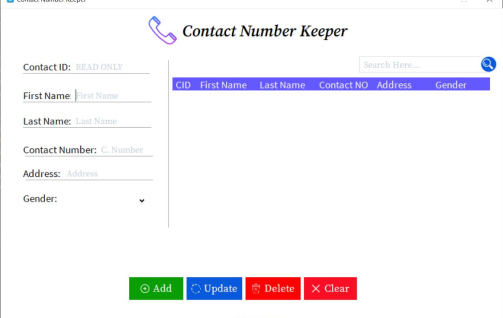 Contact Number Keeper
Contact Number Keeper
Contact ID: READ ONLY
Search Here...
CID First Name Last Name Contact NO Address Gender
First Name: First Name
Last Name: Last Name
Contact Number: C. Number
Address: Address
Gender:
Add Update Delete Clear